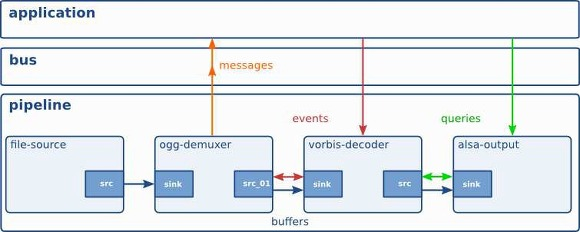 application
bus
messages
pipeline
events
queries
file-source
ogg-demuxer
vorbis-decoder
alsa-output
src
sink
src_01
sink
src
sink
buffers